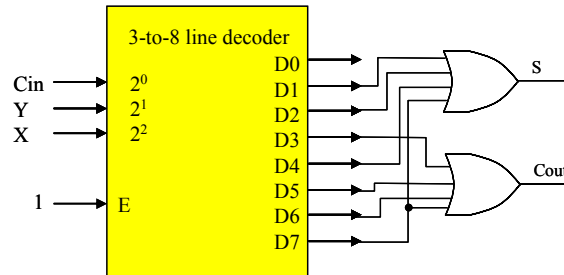 3-to-8 line decoder
D0
D1
S
Cin 2⁰
D2
Y 2¹
D3
X 2²
D4
Cout
D5
1 E
D6
D7